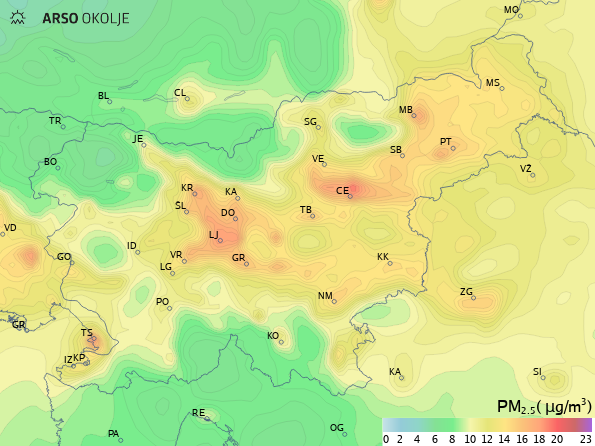 ARSO OKOLJE
MO
MS
CL
BL
MB
TR
SG
JE
PT
SB
VE
BO
VŽ
KR
KA
CE
ŠL
DO
TB
VD
LJ
ID
VR
GO
GR
KK
LG
ZG
NM
PO
GR
TS
KO
IZ
KP
KA
SI
RE
OG
PA
PM2.5( µg/m3)
0 2 4 6 8 10 12 14 16 18 20 23